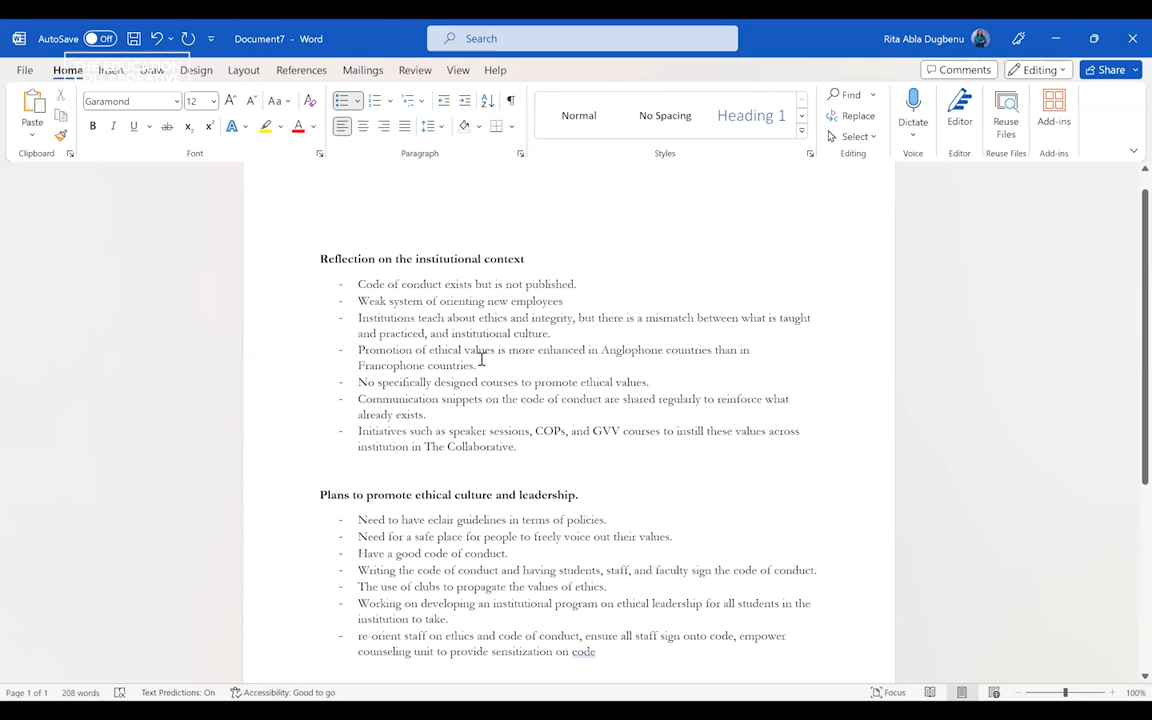 AutoSave Off Document7 - Word Search Rita Abla Dugbenu
THE EDUCATION
COLLABORATIVE
File Home Insert Draw Design Layout References Mailings Review View Help Comments Editing Share
Paste Garamond 12 Aa Normal No Spacing Heading 1 Find Replace Select Dictate Editor Reuse Files Add-ins
Clipboard Font Paragraph Styles Editing Voice Editor Reuse Files Add-ins
Reflection on the institutional context
- Code of conduct exists but is not published.
- Weak system of orienting new employees
- Institutions teach about ethics and integrity, but there is a mismatch between what is taught
and practiced, and institutional culture.
- Promotion of ethical values is more enhanced in Anglophone countries than in
Francophone countries.
- No specifically designed courses to promote ethical values.
- Communication snippets on the code of conduct are shared regularly to reinforce what
already exists.
- Initiatives such as speaker sessions, COPs, and GVV courses to instill these values across
institution in The Collaborative.
Plans to promote ethical culture and leadership.
- Need to have eclair guidelines in terms of policies.
- Need for a safe place for people to freely voice out their values.
- Have a good code of conduct.
- Writing the code of conduct and having students, staff, and faculty sign the code of conduct.
- The use of clubs to propagate the values of ethics.
- Working on developing an institutional program on ethical leadership for all students in the
institution to take.
- re-orient staff on ethics and code of conduct, ensure all staff sign onto code, empower
counseling unit to provide sensitization on code
Page 1 of 1 208 words Text Predictions: On Accessibility: Good to go Focus 100%